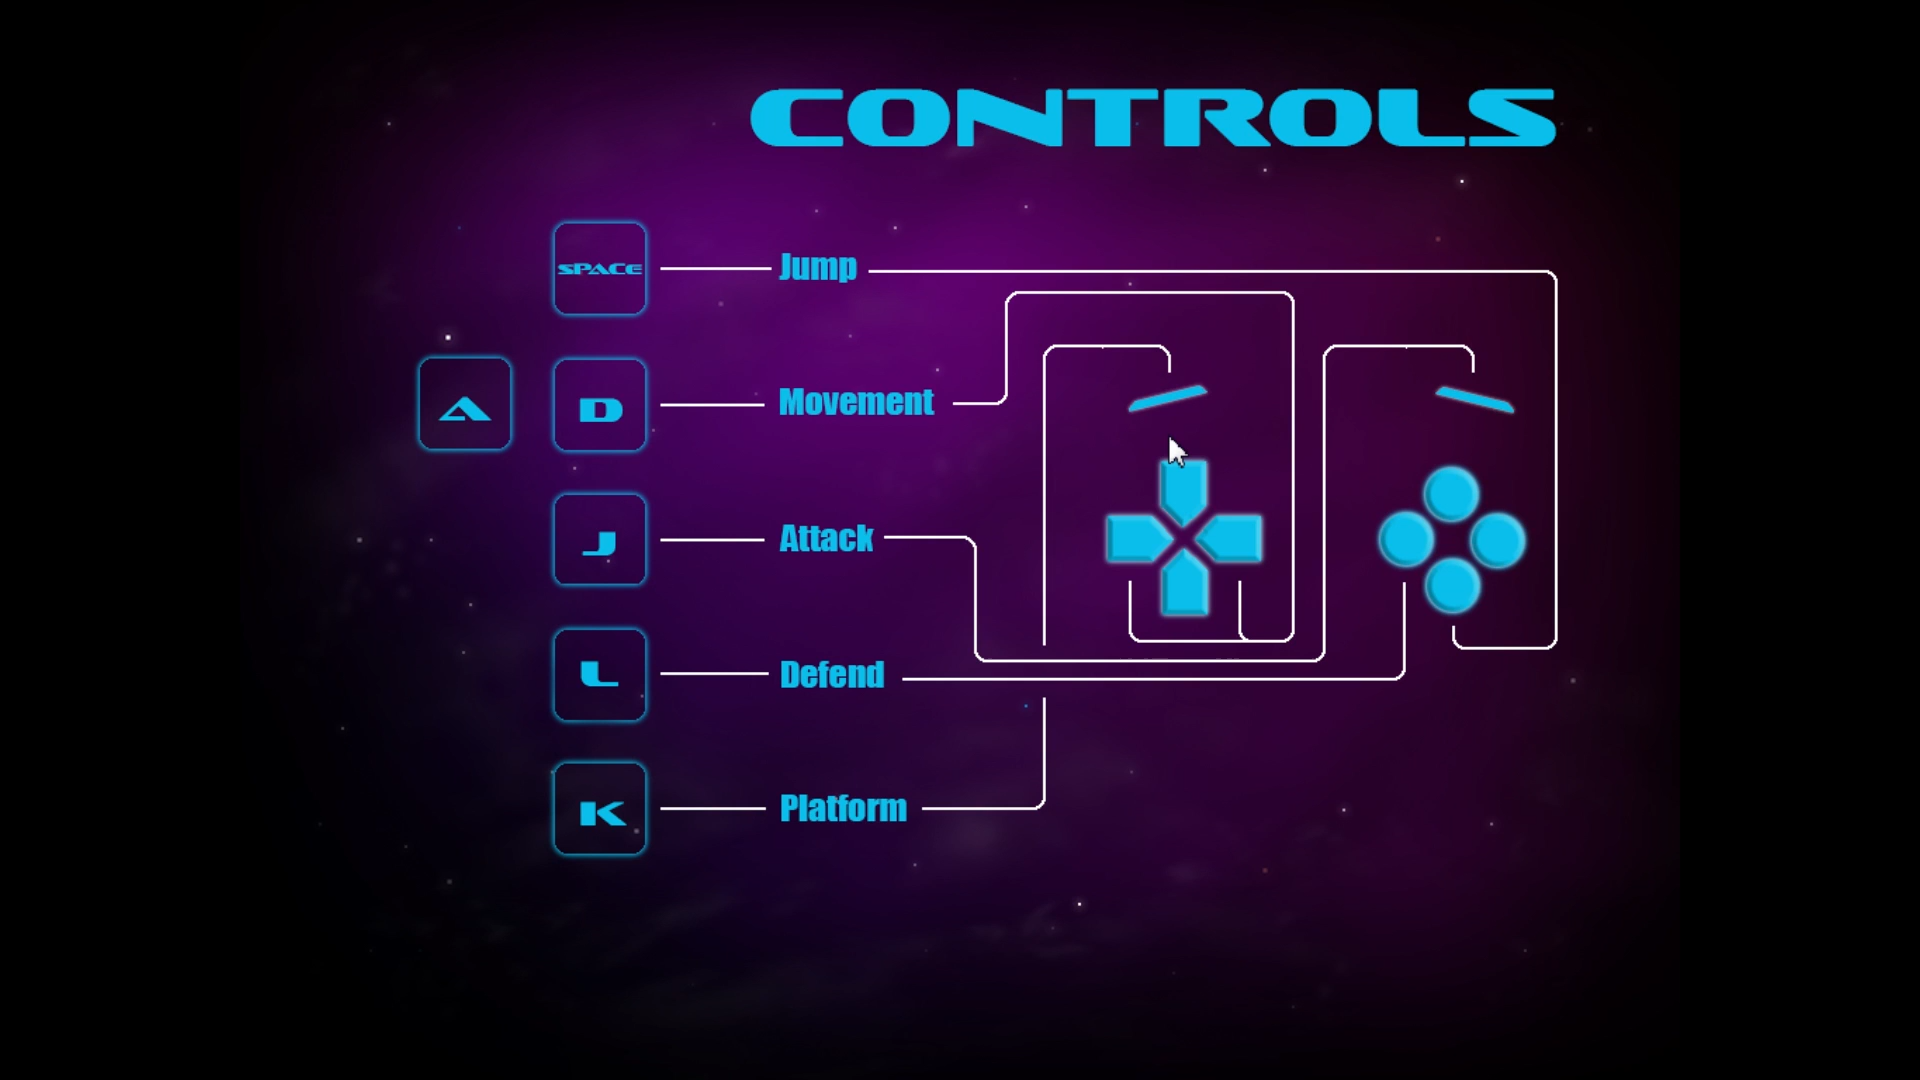 CONTROLS
SPACE Jump
A D Movement
J Attack
L Defend
K Platform